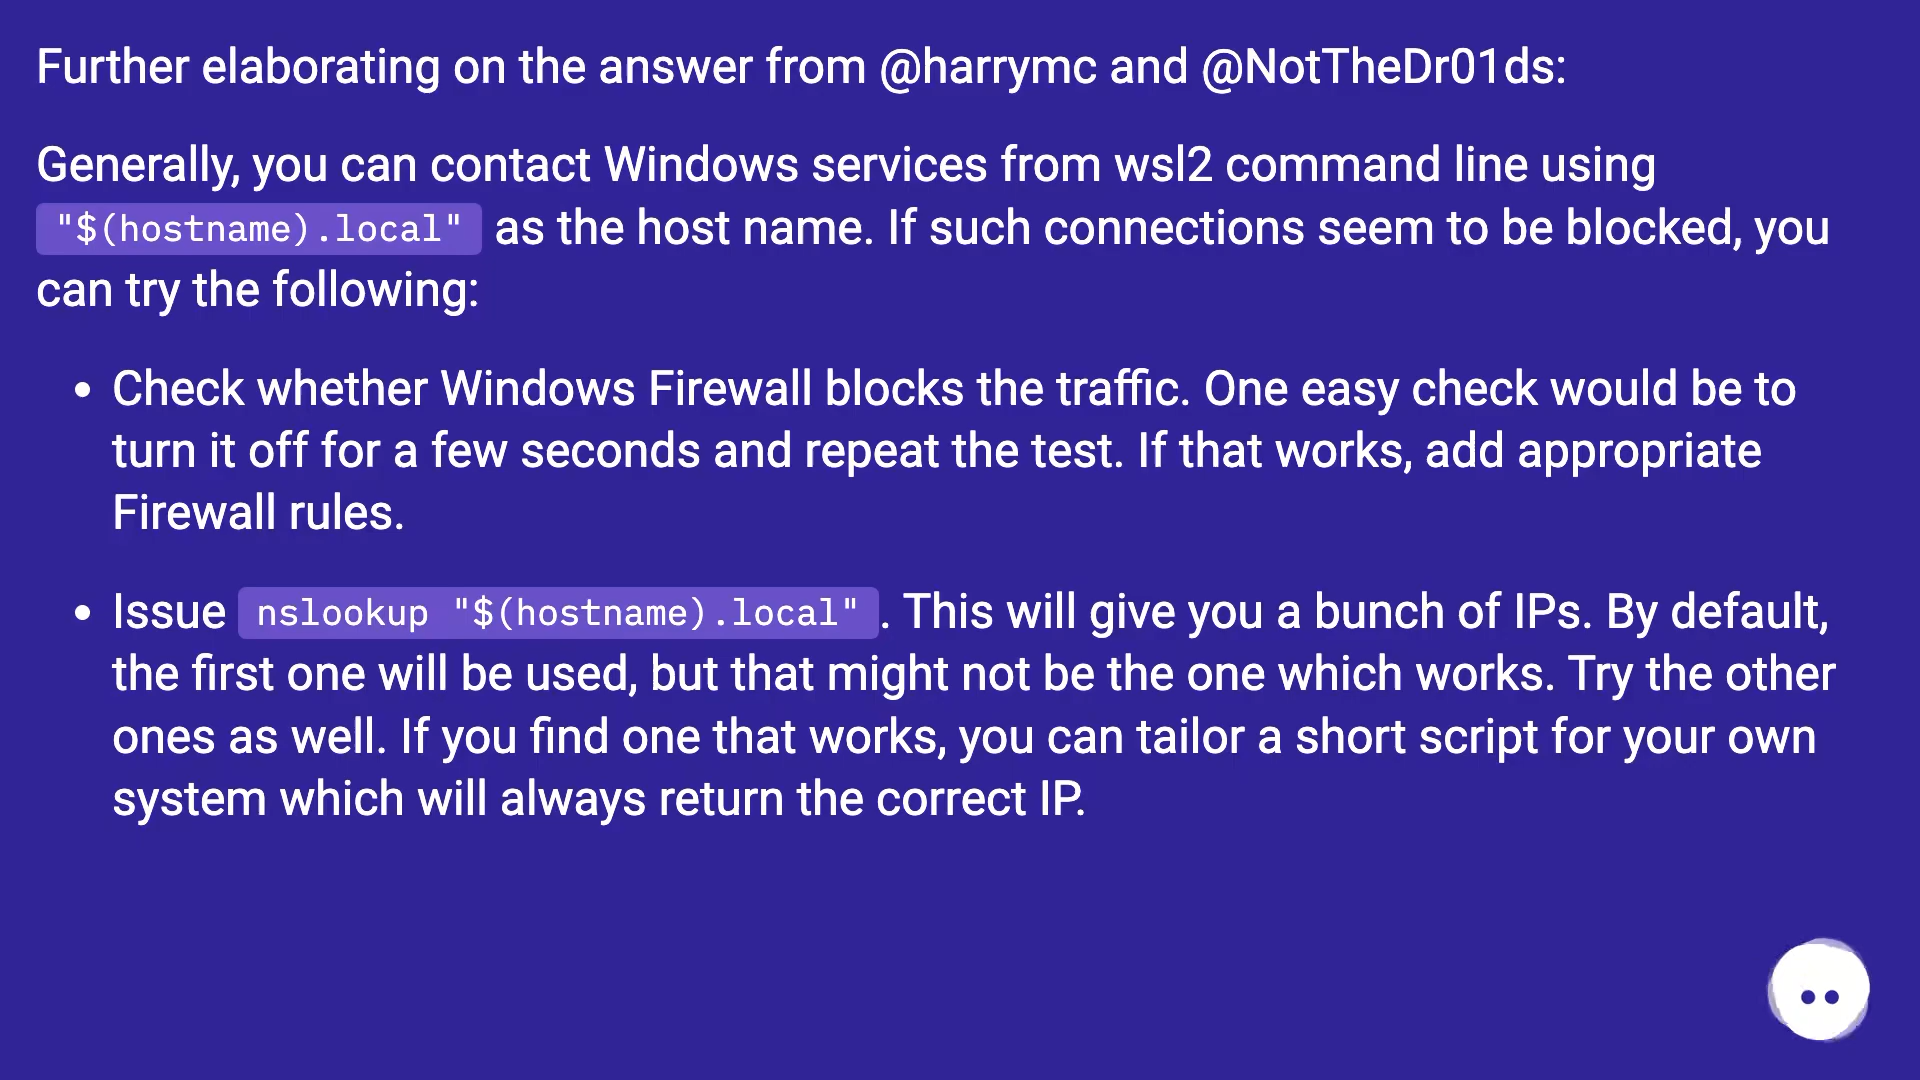 Further elaborating on the answer from @harrymc and @NotTheDr01ds:
Generally, you can contact Windows services from wsl2 command line using
"$(hostname).local" as the host name. If such connections seem to be blocked, you
can try the following:
• Check whether Windows Firewall blocks the traffic. One easy check would be to
turn it off for a few seconds and repeat the test. If that works, add appropriate
Firewall rules.
• Issue nslookup "$(hostname).local" . This will give you a bunch of IPs. By default,
the first one will be used, but that might not be the one which works. Try the other
ones as well. If you find one that works, you can tailor a short script for your own
system which will always return the correct IP.